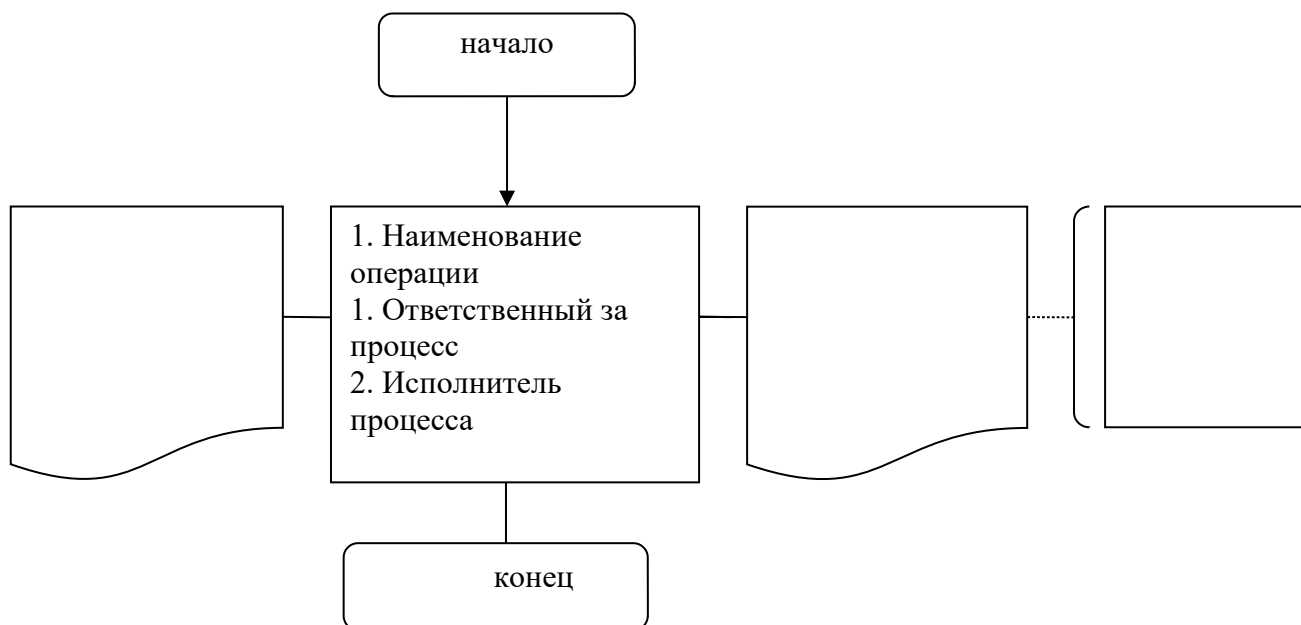 начало
1. Наименование
операции
1. Ответственный за
процесс
2. Исполнитель
процесса
конец